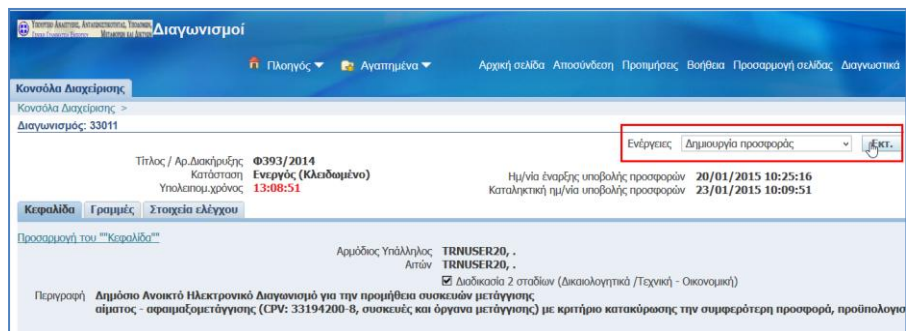 Διαγωνισμοί
Πλοηγός Αγαπημένα Αρχική σελίδα Αποσύνδεση Προτιμήσεις Βοήθεια Προσαρμογή σελίδας Διαγνωστικά
Κονσόλα Διαχείρισης
Κονσόλα Διαχείρισης >
Διαγωνισμός: 33011
Ενέργειες Δημιουργία προσφοράς Εκτ.
Τίτλος / Αρ.Διακήρυξης Φ393/2014
Κατάσταση Ενεργός (Κλειδωμένο)
Υπολειπομ.χρόνος 13:08:51
Ημ/νία έναρξης υποβολής προσφορών 20/01/2015 10:25:16
Καταληκτική ημ/νία υποβολής προσφορών 23/01/2015 10:09:51
Κεφαλίδα Γραμμές Στοιχεία ελέγχου
Προσαρμογή του ""Κεφαλίδα""
Αρμόδιος Υπάλληλος TRNUSER20, .
Αιτών TRNUSER20, .
Διαδικασία 2 σταδίων (Δικαιολογητικά /Τεχνική - Οικονομική)
Περιγραφή Δημόσιο Ανοικτό Ηλεκτρονικό Διαγωνισμό για την προμήθεια συσκευών μετάγγισης
αίματος - αφαιμαξομετάγγισης (CPV: 33194200-8, συσκευές και όργανα μετάγγισης) με κριτήριο κατακύρωσης την συμφερότερη προσφορά, προϋπολογισ